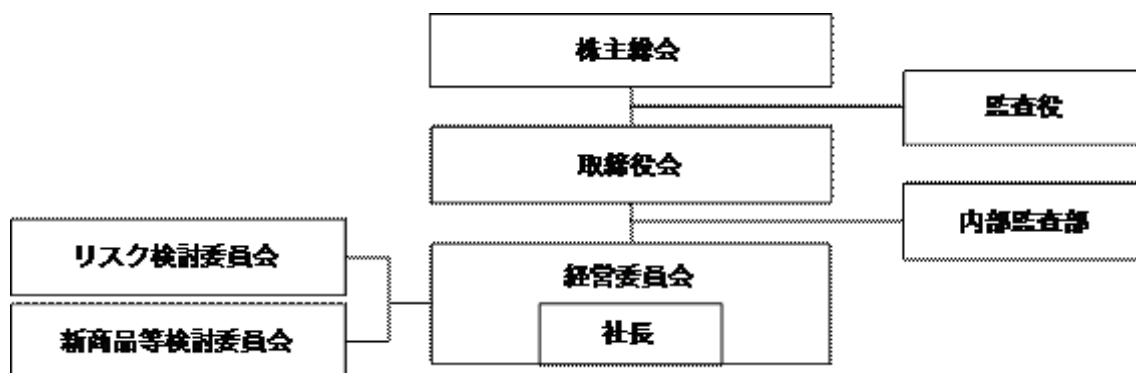 株主総会
監査役
取締役会
内部監査部
リスク検討委員会
経営委員会
社長
新商品等検討委員会